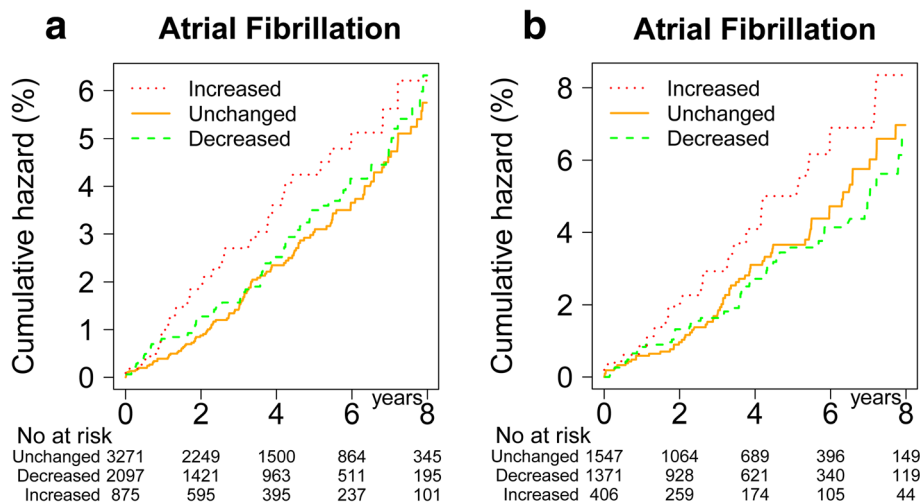 a Atrial Fibrillation
Cumulative hazard (%)
6
5
4
3
2
1
0
Increased
Unchanged
Decreased
0 2 4 6 8
years
No at risk
Unchanged 3271 2249 1500 864 345
Decreased 2097 1421 963 511 195
Increased 875 595 395 237 101
b Atrial Fibrillation
Cumulative hazard (%)
8
6
4
2
0
Increased
Unchanged
Decreased
0 2 4 6 8
years
No at risk
Unchanged 1547 1064 689 396 149
Decreased 1371 928 621 340 119
Increased 406 259 174 105 44